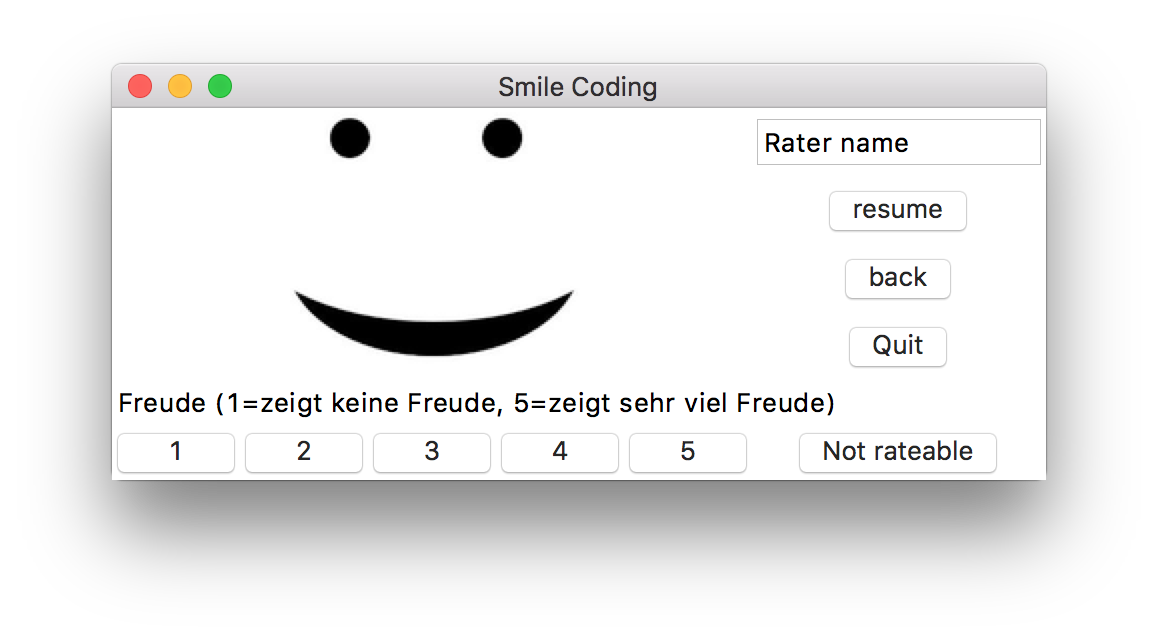 Smile Coding
Rater name
resume
back
Quit
Freude (1=zeigt keine Freude, 5=zeigt sehr viel Freude)
1 2 3 4 5 Not rateable